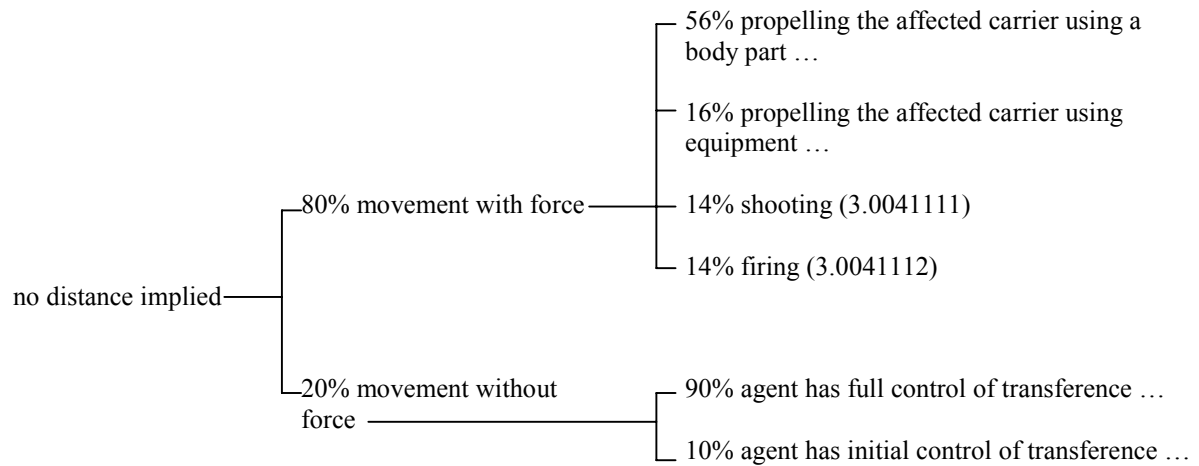 56% propelling the affected carrier using a
body part …
16% propelling the affected carrier using
equipment …
80% movement with force
14% shooting (3.0041111)
14% firing (3.0041112)
no distance implied
20% movement without
force
90% agent has full control of transference …
10% agent has initial control of transference …